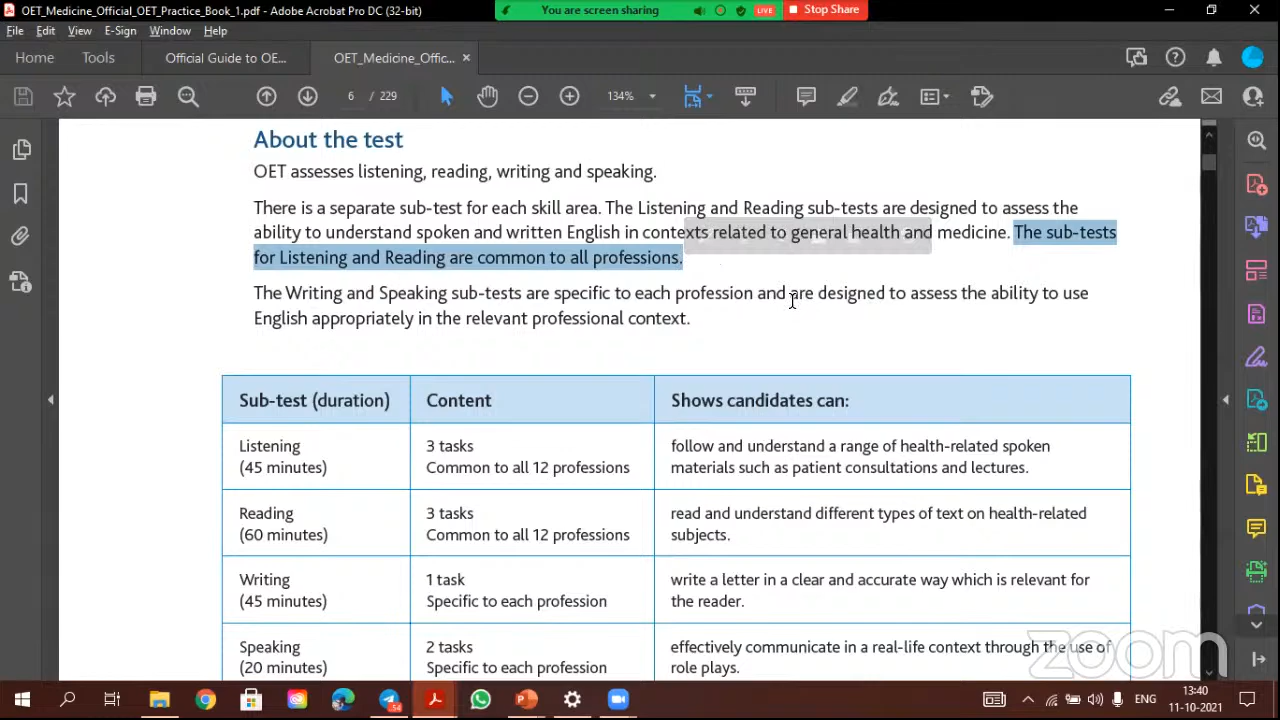 OET_Medicine_Official_OET_Practice_Book_1.pdf - Adobe Acrobat Pro DC (32-bit)
You are screen sharing
LIVE
Stop Share
File Edit View E-Sign Window Help
Home Tools Official Guide to OE... OET_Medicine_Offic...
6 / 229
134%
About the test
OET assesses listening, reading, writing and speaking.
There is a separate sub-test for each skill area. The Listening and Reading sub-tests are designed to assess the
ability to understand spoken and written English in contexts related to general health and medicine. The sub-tests
for Listening and Reading are common to all professions.
The Writing and Speaking sub-tests are specific to each profession and are designed to assess the ability to use
English appropriately in the relevant professional context.
Sub-test (duration) Content Shows candidates can:
Listening 3 tasks follow and understand a range of health-related spoken
(45 minutes) Common to all 12 professions materials such as patient consultations and lectures.
Reading 3 tasks read and understand different types of text on health-related
(60 minutes) Common to all 12 professions subjects.
Writing 1 task write a letter in a clear and accurate way which is relevant for
(45 minutes) Specific to each profession the reader.
Speaking 2 tasks effectively communicate in a real-life context through the use of
(20 minutes) Specific to each profession role plays.
zoom
54
ENG
13:40
11-10-2021